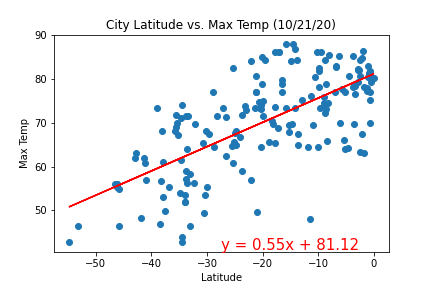 City Latitude vs. Max Temp (10/21/20)
90
80
70
60
50
Max Temp
y = 0.55x + 81.12
−50
−40
−30
−20
−10
0
Latitude